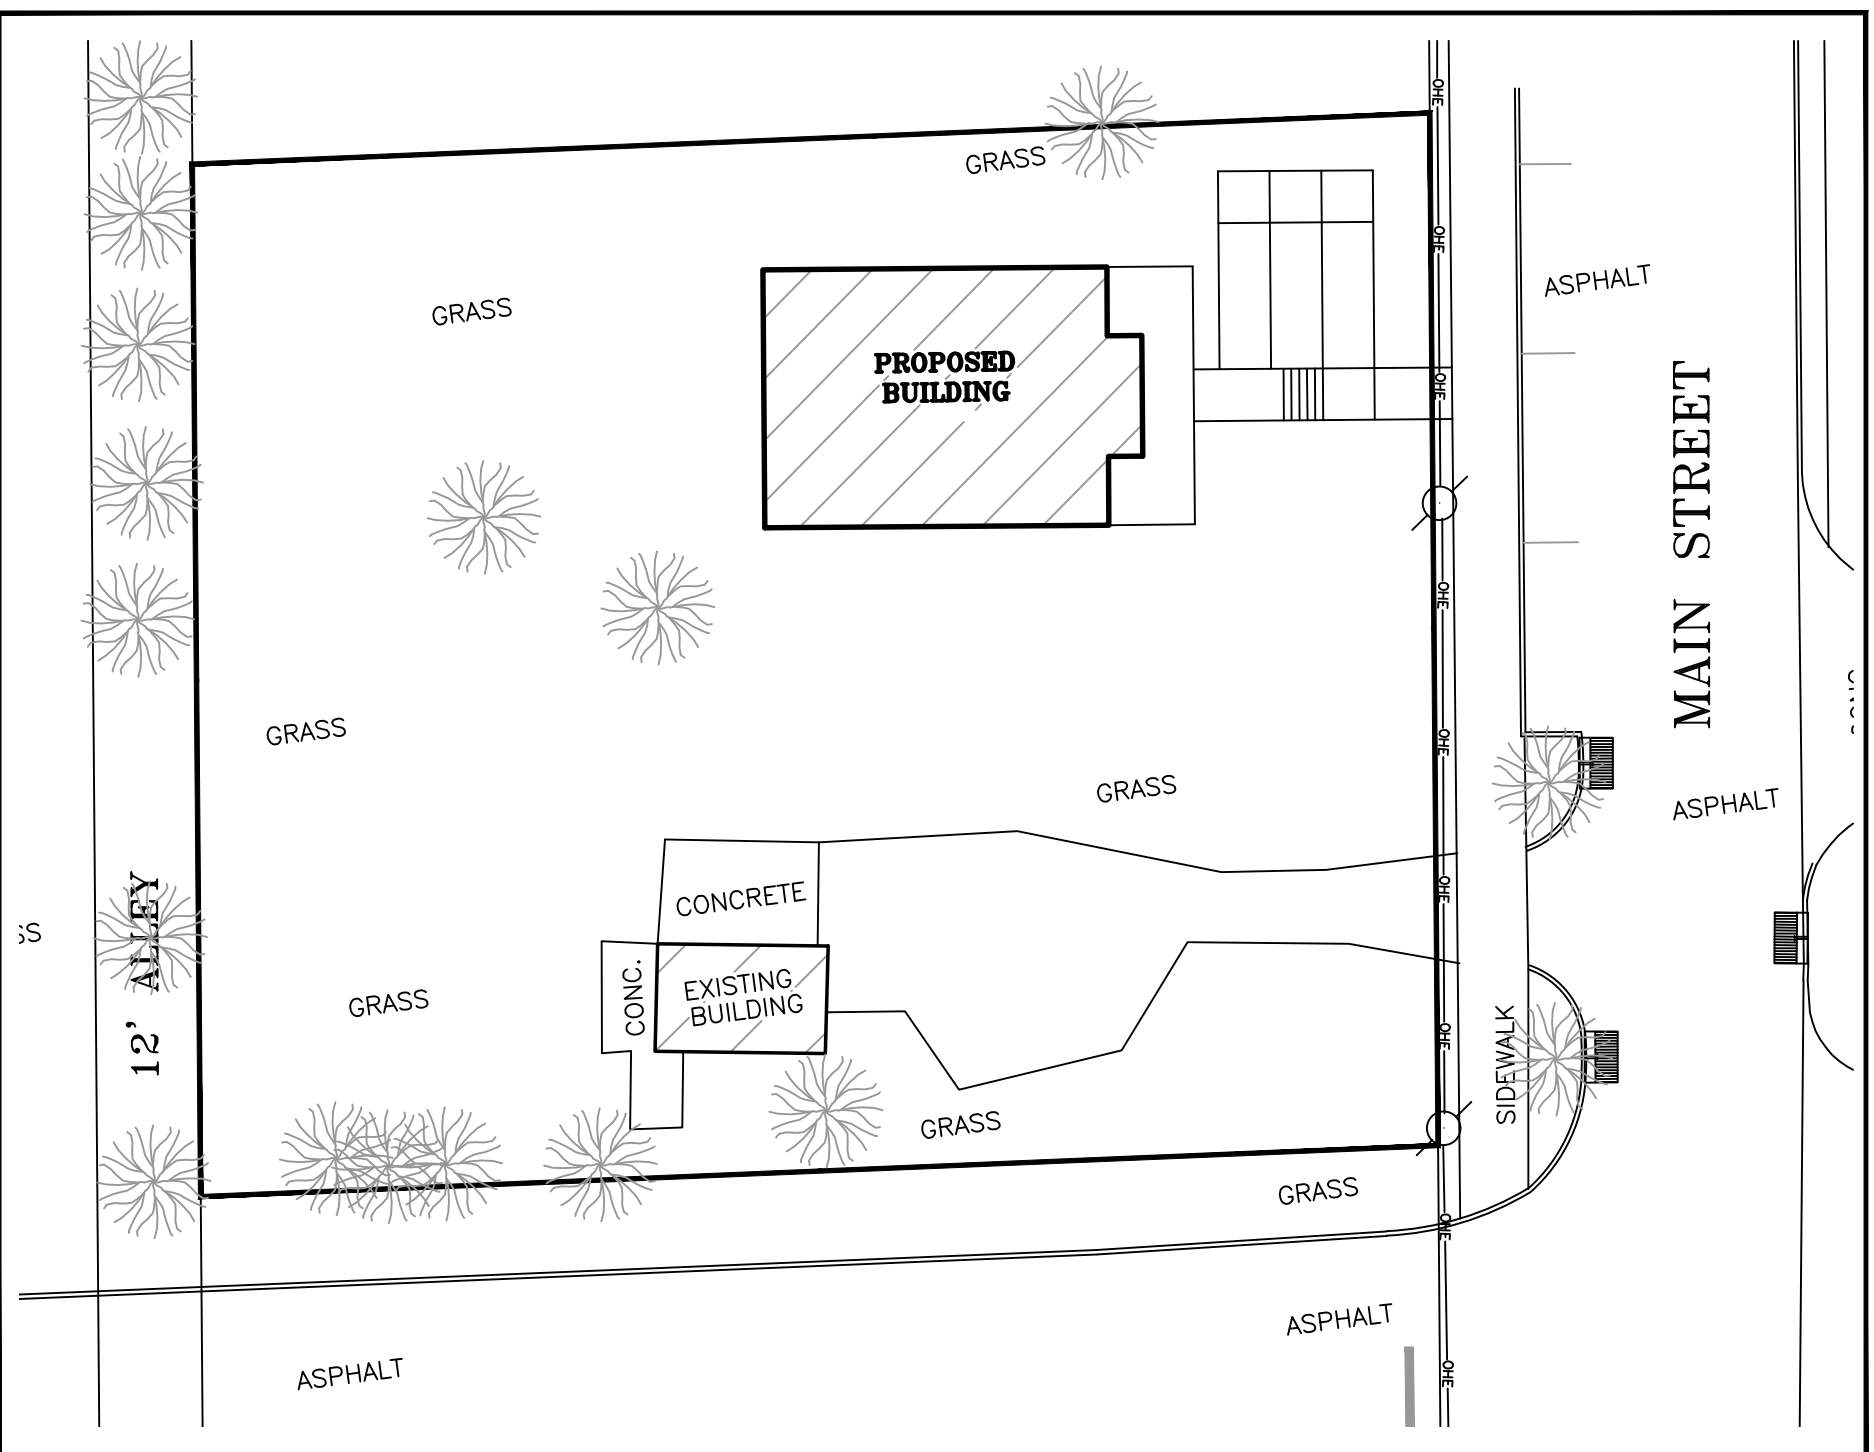 OHE
GRASS
OHE
ASPHALT
GRASS
PROPOSED
BUILDING
OHE
MAIN STREET
OHE
GRASS
OHE
GRASS
ASPHALT
CONCRETE
OHE
12' ALLEY
SS
EXISTING
BUILDING
CONC.
GRASS
OHE
SIDEWALK
GRASS
GRASS
OHE
ASPHALT
ASPHALT
OHE